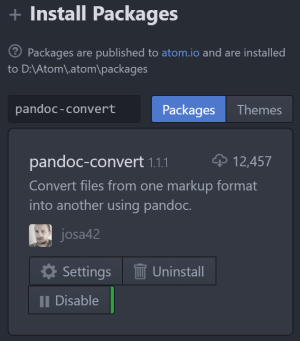 Install Packages
Packages are published to atom.io and are installed
to D:\Atom\.atom\packages
pandoc-convert
Packages
Themes
pandoc-convert 1.1.1
12,457
Convert files from one markup format
into another using pandoc.
josa42
Settings
Uninstall
Disable